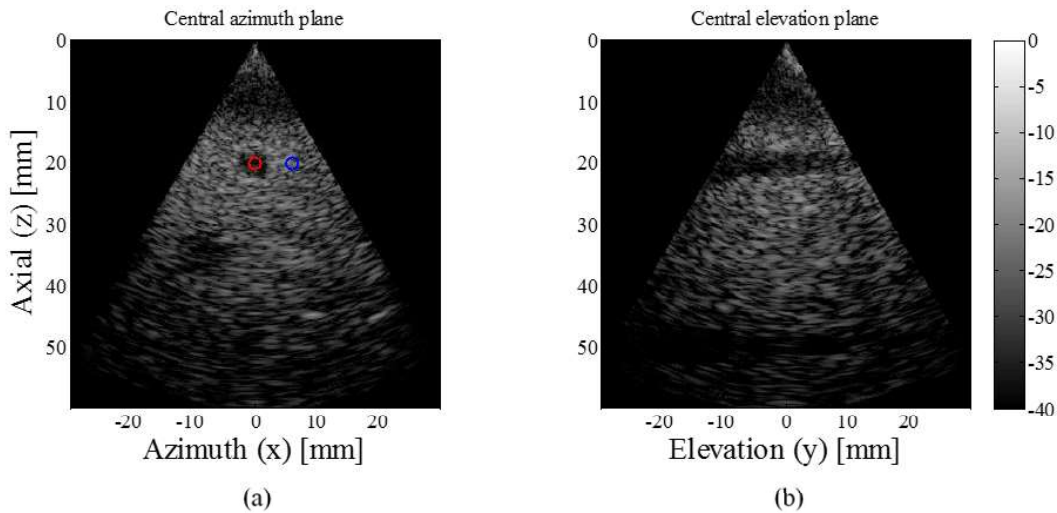 Central azimuth plane
0
10
20
30
40
50
Axial (z) [mm]
-20 -10 0 10 20
Azimuth (x) [mm]
(a)
Central elevation plane
0
10
20
30
40
50
-20 -10 0 10 20
Elevation (y) [mm]
(b)
0
-5
-10
-15
-20
-25
-30
-35
-40